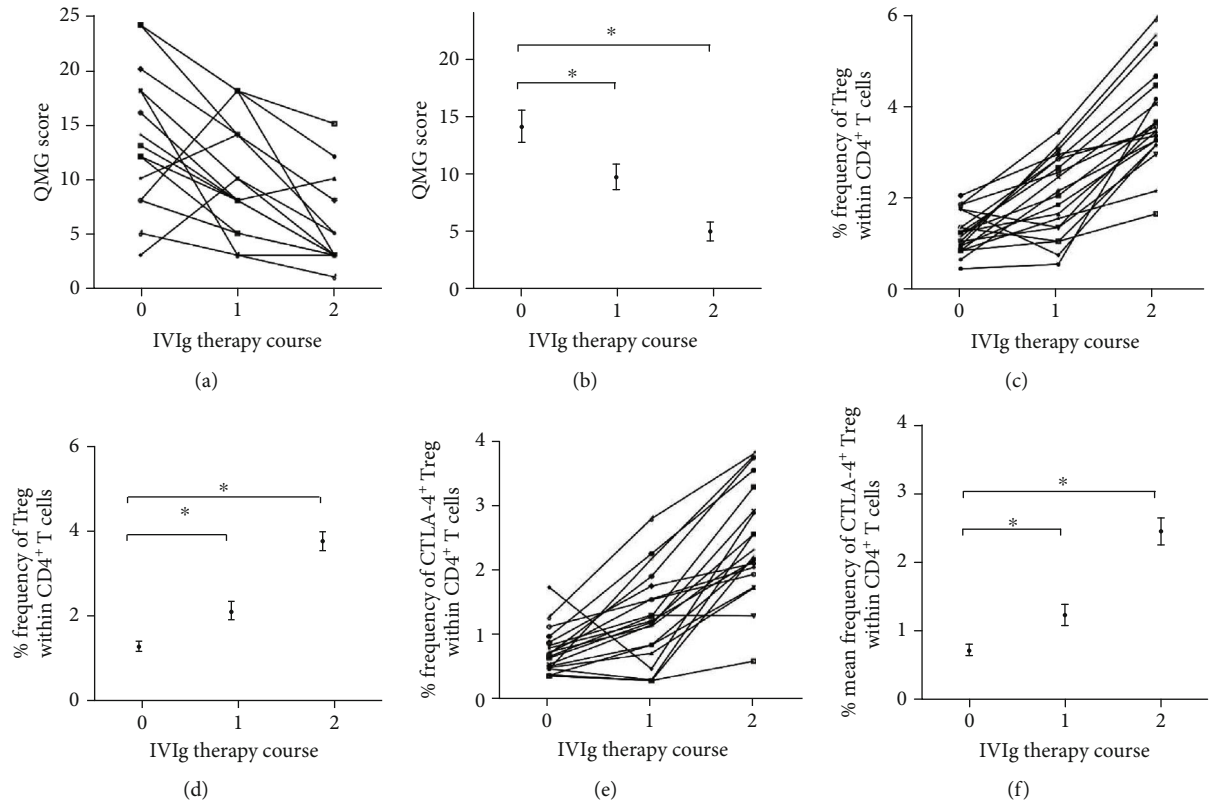 25
20
15
10
5
0
QMG score
0 1 2
IVIg therapy course
(a)
20
15
10
5
0
QMG score
*
*
0 1 2
IVIg therapy course
(b)
6
4
2
0
% frequency of Treg
within CD4⁺ T cells
0 1 2
IVIg therapy course
(c)
6
4
2
0
% frequency of Treg
within CD4⁺ T cells
*
*
0 1 2
IVIg therapy course
(d)
4
3
2
1
0
% frequency of CTLA-4⁺ Treg
within CD4⁺ T cells
0 1 2
IVIg therapy course
(e)
4
3
2
1
0
% mean frequency of CTLA-4⁺ Treg
within CD4⁺ T cells
*
*
0 1 2
IVIg therapy course
(f)